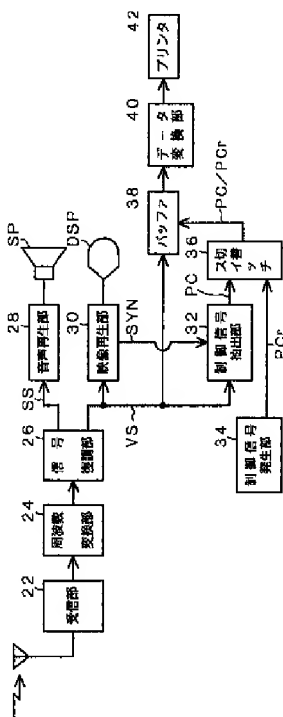 22
受信部
24
周波数
変換部
26
信号
復調部
SS
28
音声再生部
SP
30
映像再生部
DSP
SYN
VS
32
制御信号
抽出部
34
制御信号
発生部
PC
PCr
36
切替
スイッチ
PC/PCr
38
バッファ
40
データ
変換部
42
プリンタ